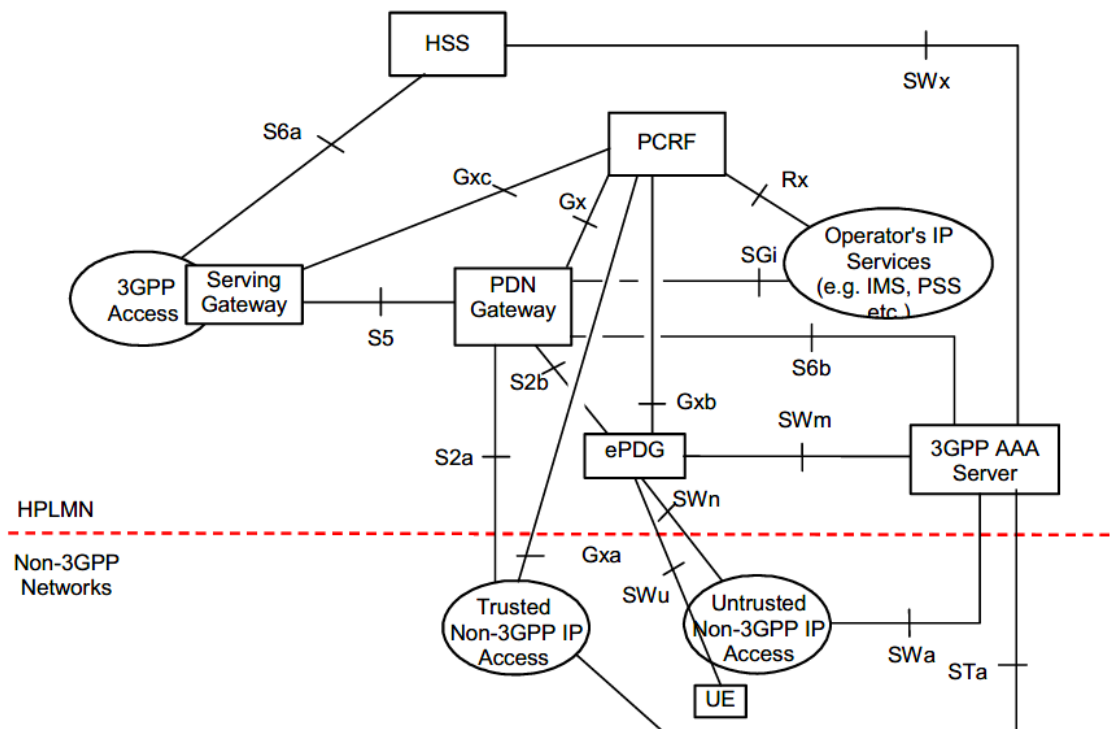 HSS
SWx
S6a
PCRF
Gxc
Rx
Gx
Operator's IP
Services
(e.g. IMS, PSS
etc.)
SGi
3GPP
Access
Serving
Gateway
PDN
Gateway
S5
S6b
S2b
Gxb
SWm
ePDG
3GPP AAA
Server
S2a
SWn
HPLMN
Non-3GPP
Networks
Gxa
SWu
Trusted
Non-3GPP IP
Access
Untrusted
Non-3GPP IP
Access
SWa
STa
UE